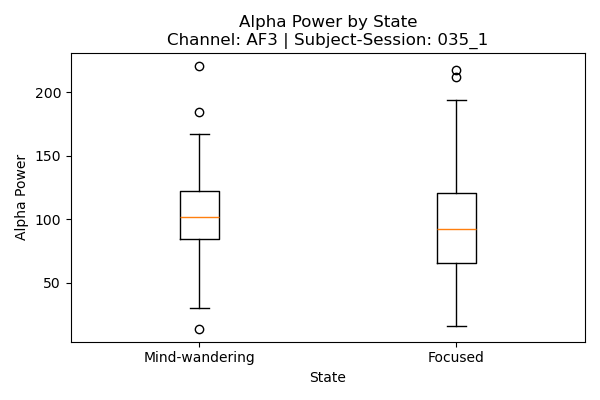 Alpha Power by State
Channel: AF3 | Subject-Session: 035_1
Alpha Power
200
150
100
50
Mind-wandering
Focused
State